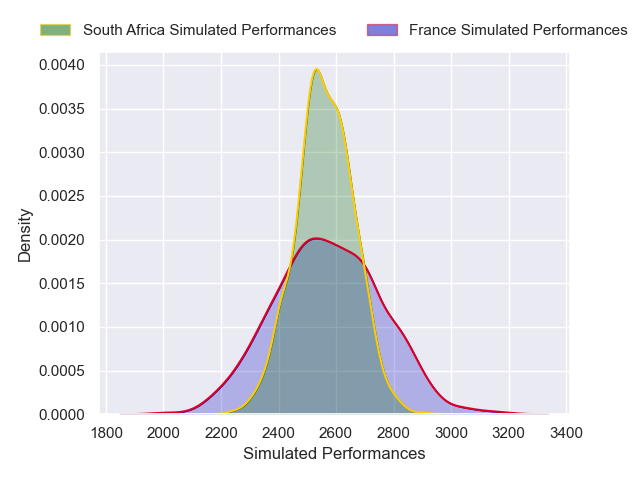 South Africa Simulated Performances
France Simulated Performances
0.0040
0.0035
0.0030
0.0025
0.0020
0.0015
0.0010
0.0005
0.0000
Density
1800 2000 2200 2400 2600 2800 3000 3200 3400
Simulated Performances